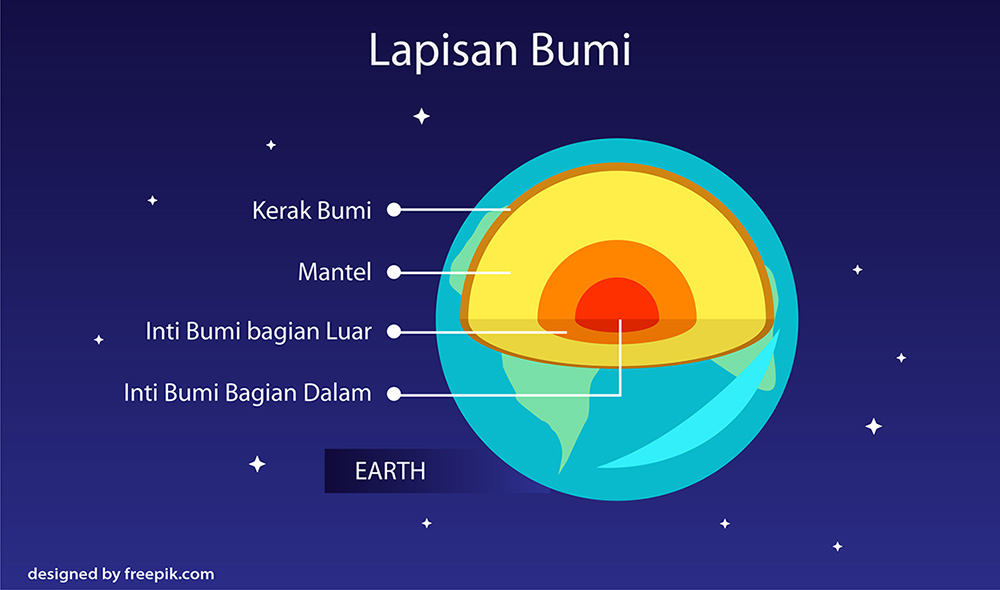 Lapisan Bumi
Kerak Bumi
Mantel
Inti Bumi bagian Luar
Inti Bumi Bagian Dalam
EARTH
designed by freepik.com